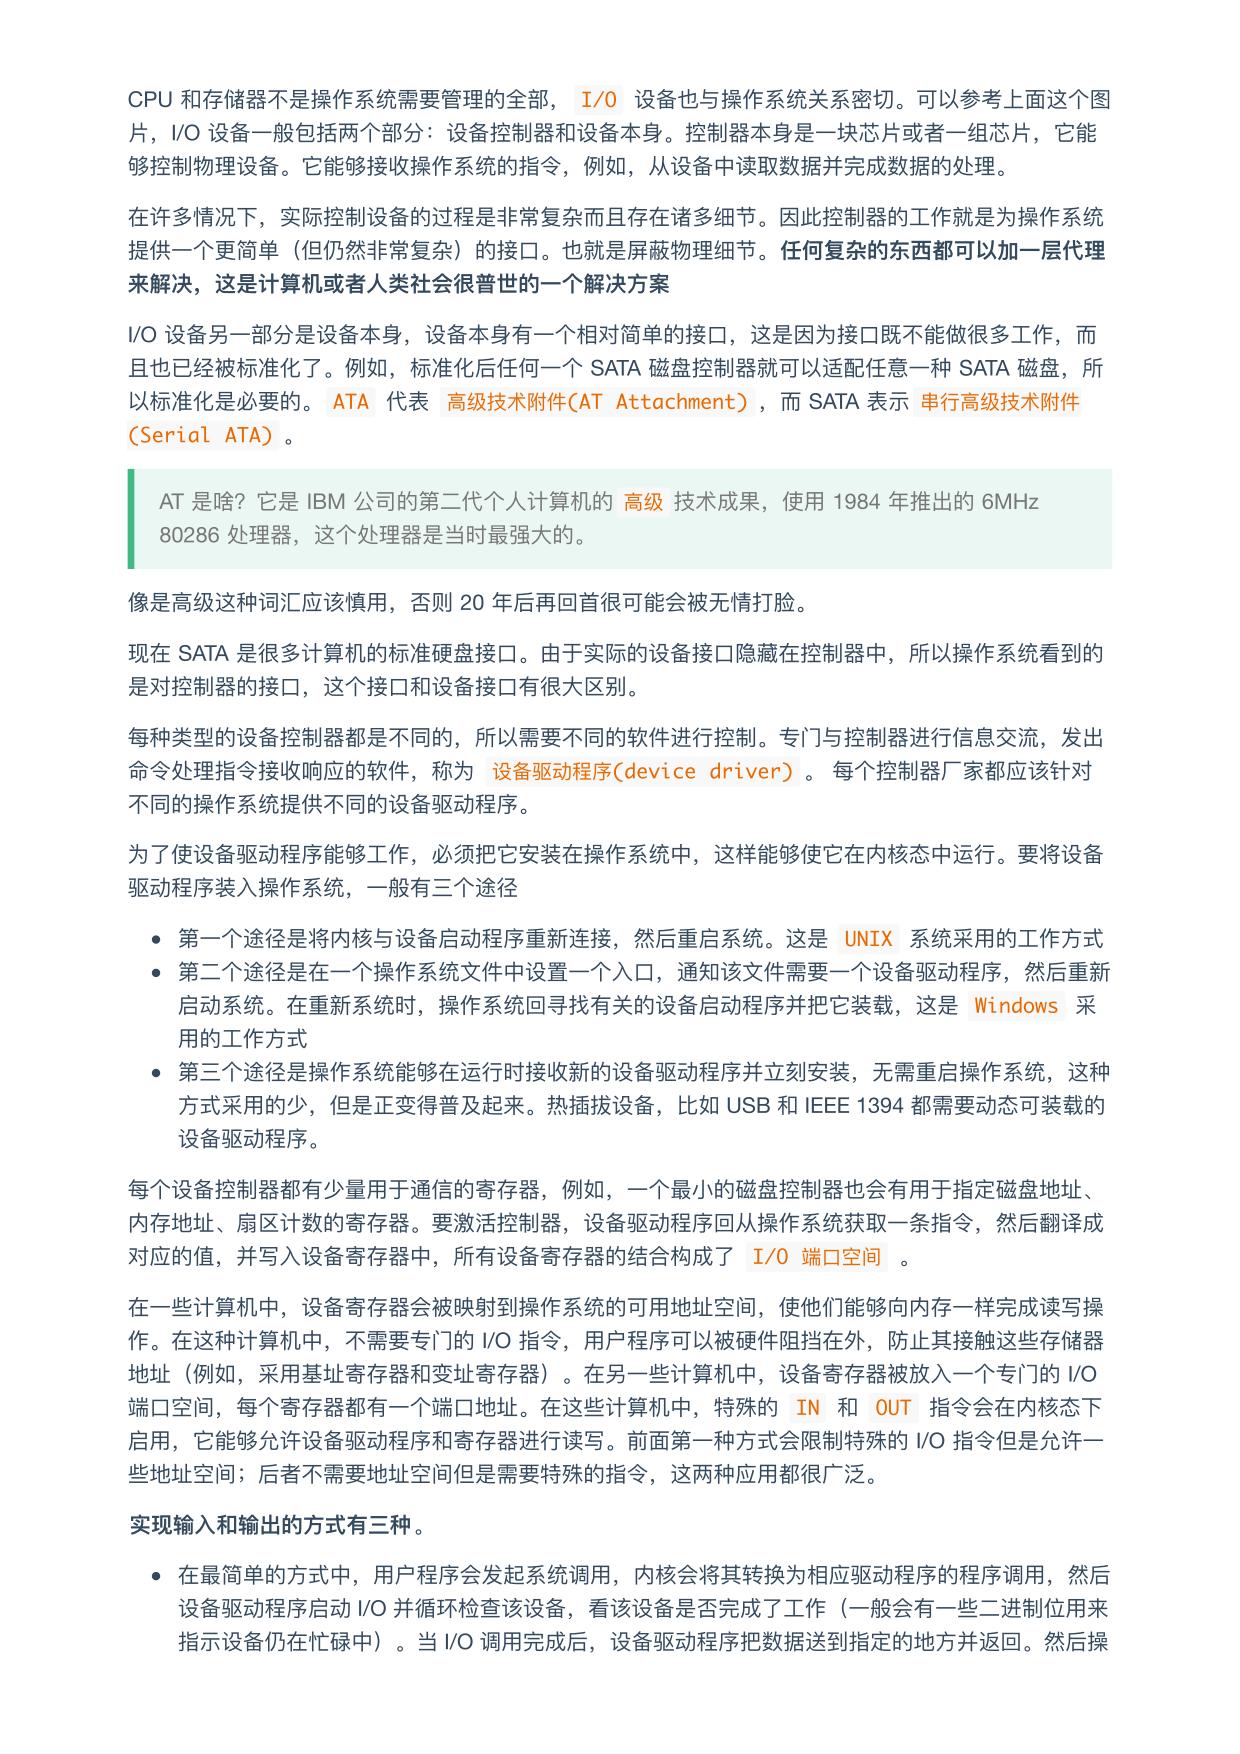 CPU 和存储器不是操作系统需要管理的全部， I/O 设备也与操作系统关系密切。可以参考上面这个图
片，I/O 设备一般包括两个部分：设备控制器和设备本身。控制器本身是一块芯片或者一组芯片，它能
够控制物理设备。它能够接收操作系统的指令，例如，从设备中读取数据并完成数据的处理。
在许多情况下，实际控制设备的过程是非常复杂而且存在诸多细节。因此控制器的工作就是为操作系统
提供一个更简单（但仍然非常复杂）的接口。也就是屏蔽物理细节。任何复杂的东西都可以加一层代理
来解决，这是计算机或者人类社会很普世的一个解决方案
I/O 设备另一部分是设备本身，设备本身有一个相对简单的接口，这是因为接口既不能做很多工作，而
且也已经被标准化了。例如，标准化后任何一个 SATA 磁盘控制器就可以适配任意一种 SATA 磁盘，所
以标准化是必要的。 ATA 代表 高级技术附件(AT Attachment) ，而 SATA 表示 串行高级技术附件
(Serial ATA) 。
AT 是啥？它是 IBM 公司的第二代个人计算机的 高级 技术成果，使用 1984 年推出的 6MHz
80286 处理器，这个处理器是当时最强大的。
像是高级这种词汇应该慎用，否则 20 年后再回首很可能会被无情打脸。
现在 SATA 是很多计算机的标准硬盘接口。由于实际的设备接口隐藏在控制器中，所以操作系统看到的
是对控制器的接口，这个接口和设备接口有很大区别。
每种类型的设备控制器都是不同的，所以需要不同的软件进行控制。专门与控制器进行信息交流，发出
命令处理指令接收响应的软件，称为 设备驱动程序(device driver) 。 每个控制器厂家都应该针对
不同的操作系统提供不同的设备驱动程序。
为了使设备驱动程序能够工作，必须把它安装在操作系统中，这样能够使它在内核态中运行。要将设备
驱动程序装入操作系统，一般有三个途径
● 第一个途径是将内核与设备启动程序重新连接，然后重启系统。这是 UNIX 系统采用的工作方式
● 第二个途径是在一个操作系统文件中设置一个入口，通知该文件需要一个设备驱动程序，然后重新
启动系统。在重新系统时，操作系统回寻找有关的设备启动程序并把它装载，这是 Windows 采
用的工作方式
● 第三个途径是操作系统能够在运行时接收新的设备驱动程序并立刻安装，无需重启操作系统，这种
方式采用的少，但是正变得普及起来。热插拔设备，比如 USB 和 IEEE 1394 都需要动态可装载的
设备驱动程序。
每个设备控制器都有少量用于通信的寄存器，例如，一个最小的磁盘控制器也会有用于指定磁盘地址、
内存地址、扇区计数的寄存器。要激活控制器，设备驱动程序回从操作系统获取一条指令，然后翻译成
对应的值，并写入设备寄存器中，所有设备寄存器的结合构成了 I/O 端口空间 。
在一些计算机中，设备寄存器会被映射到操作系统的可用地址空间，使他们能够向内存一样完成读写操
作。在这种计算机中，不需要专门的 I/O 指令，用户程序可以被硬件阻挡在外，防止其接触这些存储器
地址（例如，采用基址寄存器和变址寄存器）。在另一些计算机中，设备寄存器被放入一个专门的 I/O
端口空间，每个寄存器都有一个端口地址。在这些计算机中，特殊的 IN 和 OUT 指令会在内核态下
启用，它能够允许设备驱动程序和寄存器进行读写。前面第一种方式会限制特殊的 I/O 指令但是允许一
些地址空间；后者不需要地址空间但是需要特殊的指令，这两种应用都很广泛。
实现输入和输出的方式有三种。
● 在最简单的方式中，用户程序会发起系统调用，内核会将其转换为相应驱动程序的程序调用，然后
设备驱动程序启动 I/O 并循环检查该设备，看该设备是否完成了工作（一般会有一些二进制位用来
指示设备仍在忙碌中）。当 I/O 调用完成后，设备驱动程序把数据送到指定的地方并返回。然后操